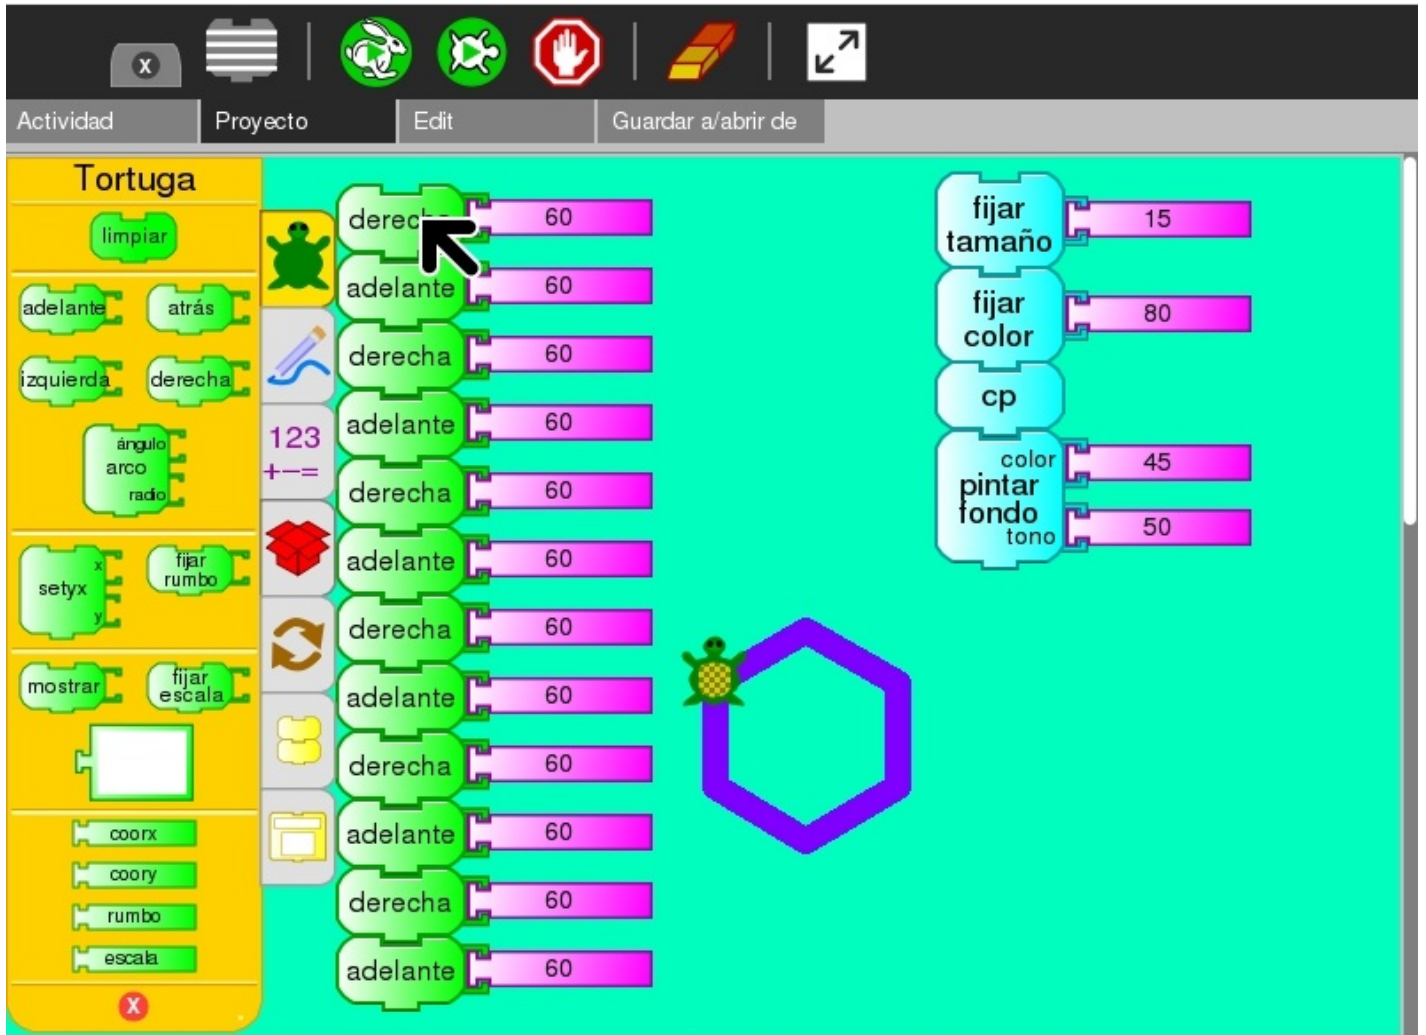 x
Actividad
Proyecto
Edit
Guardar a/abrir de
Tortuga
limpiar
adelante
atrás
izquierda
derecha
ángulo
arco
radio
setyx
x
y
fijar
rumbo
mostrar
fijar
escala
coorx
coory
rumbo
escala
X
123
+−=
derecha 60
adelante 60
derecha 60
adelante 60
derecha 60
adelante 60
derecha 60
adelante 60
derecha 60
adelante 60
derecha 60
adelante 60
fijar
tamaño
15
fijar
color
80
cp
color 45
pintar
fondo
tono 50